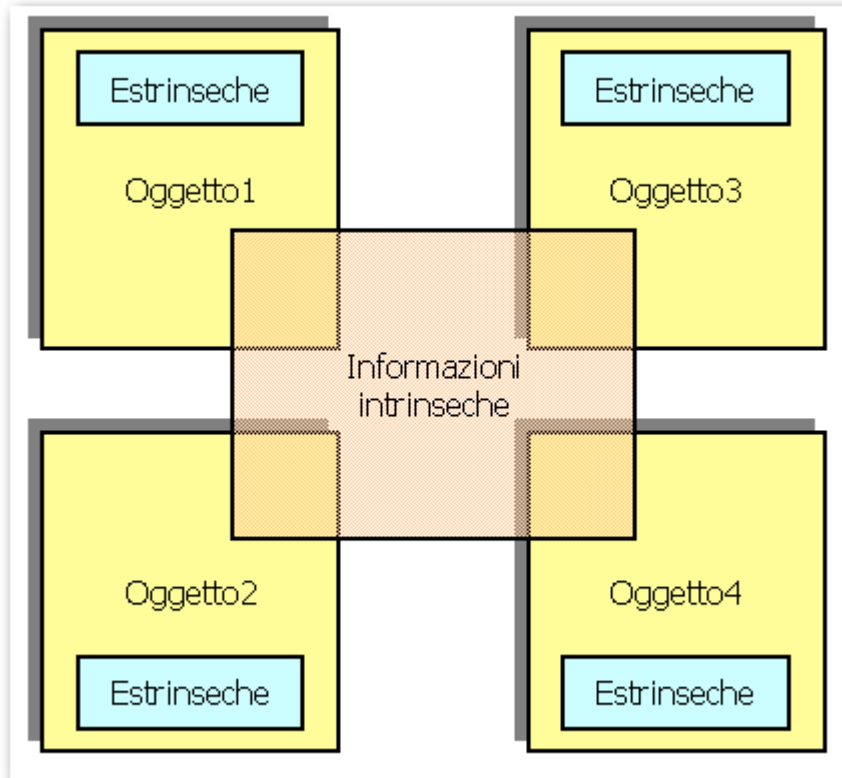 Estrinseche
Oggetto1
Estrinseche
Oggetto3
Informazioni
intrinseche
Oggetto2
Estrinseche
Oggetto4
Estrinseche